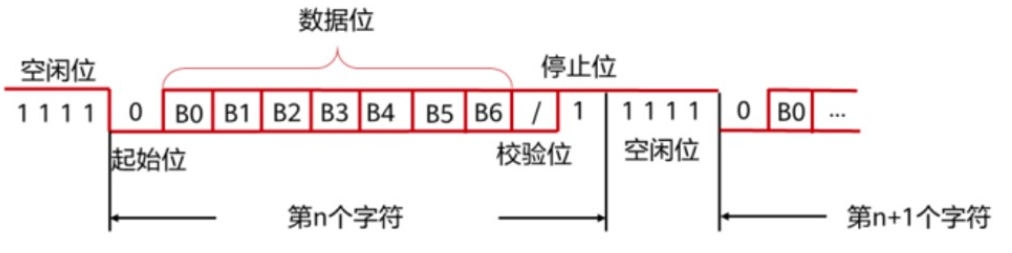 数据位
空闲位 停止位
1 1 1 1 0 B0 B1 B2 B3 B4 B5 B6 / 1 1 1 1 1 0 B0 ...
起始位 校验位 空闲位
第n个字符 第n+1个字符